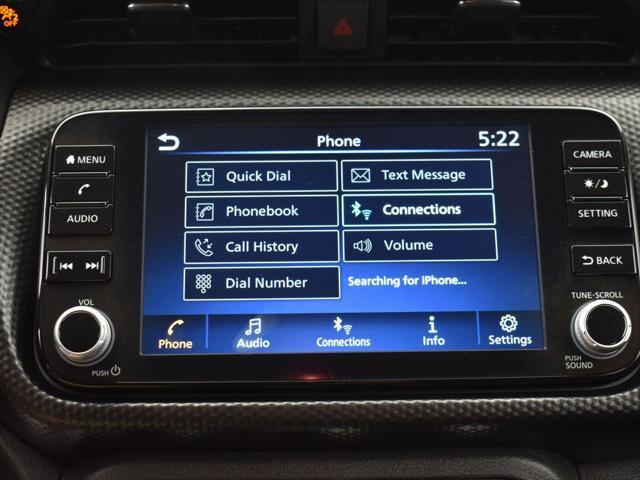 OFF
Phone 5:22
MENU
CAMERA
Quick Dial
Text Message
Phonebook
Connections
AUDIO
SETTING
Call History
Volume
BACK
Dial Number
Searching for iPhone...
VOL
TUNE·SCROLL
Phone
Audio
Connections
Info
Settings
PUSH
PUSH
SOUND